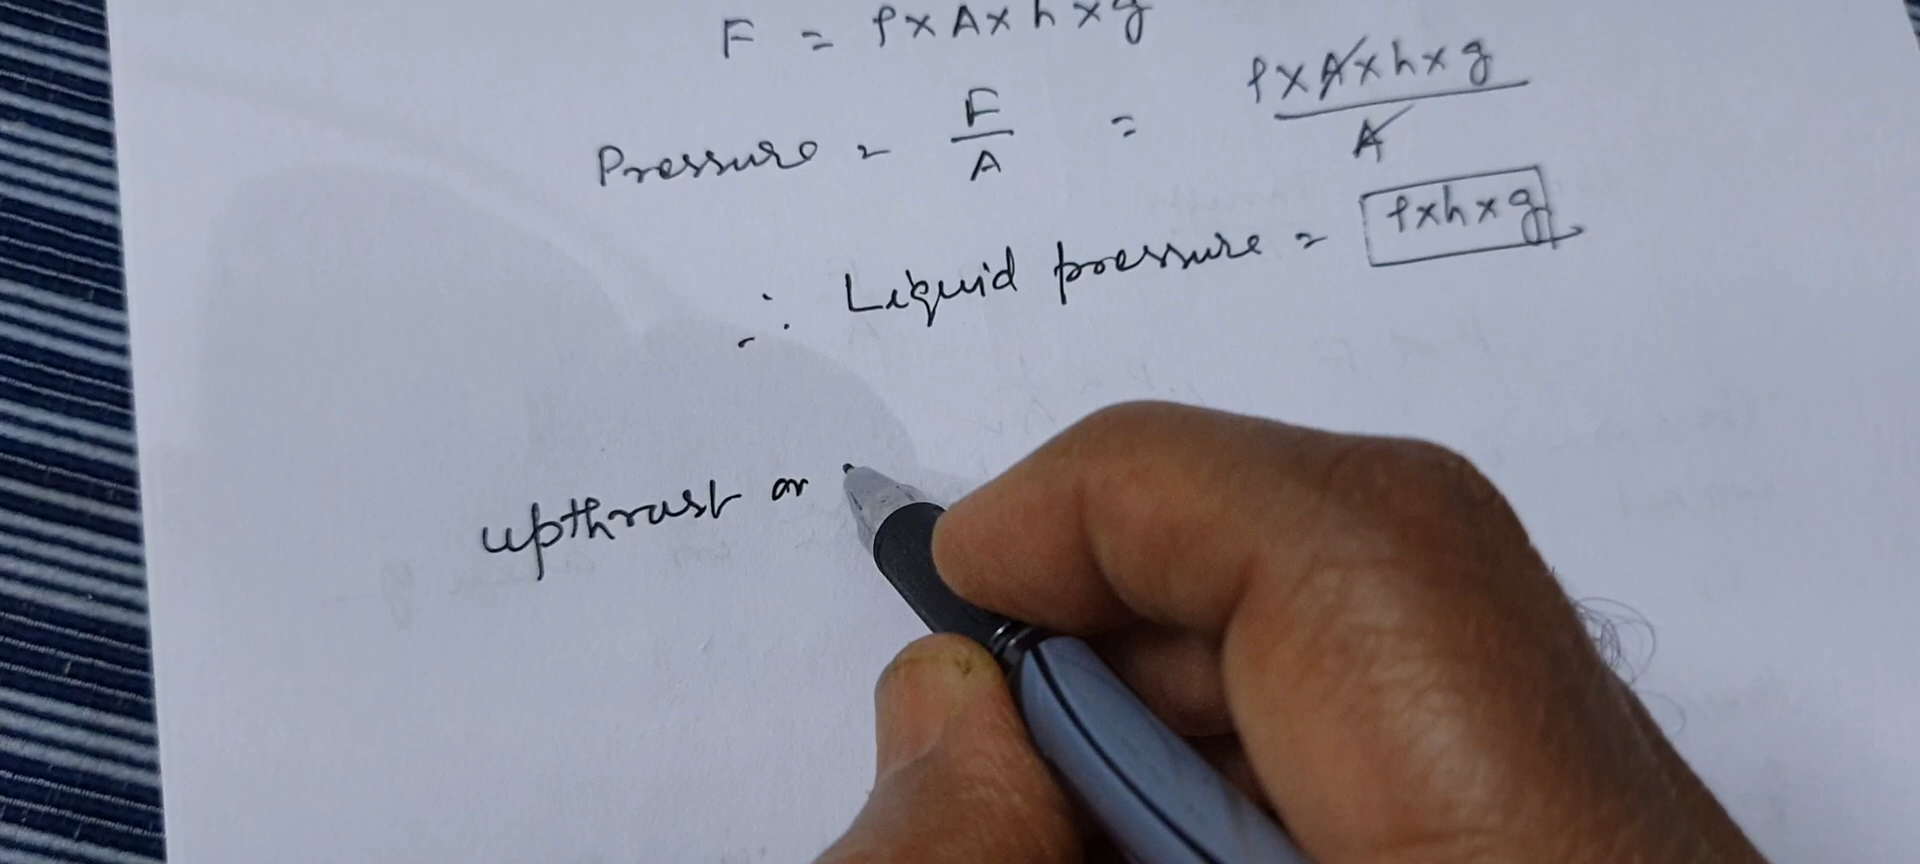 F = ρ × A × h × g
Pressure = F/A = ρ × A × h × g / A
∴ Liquid pressure = ρ × h × g
upthrust or